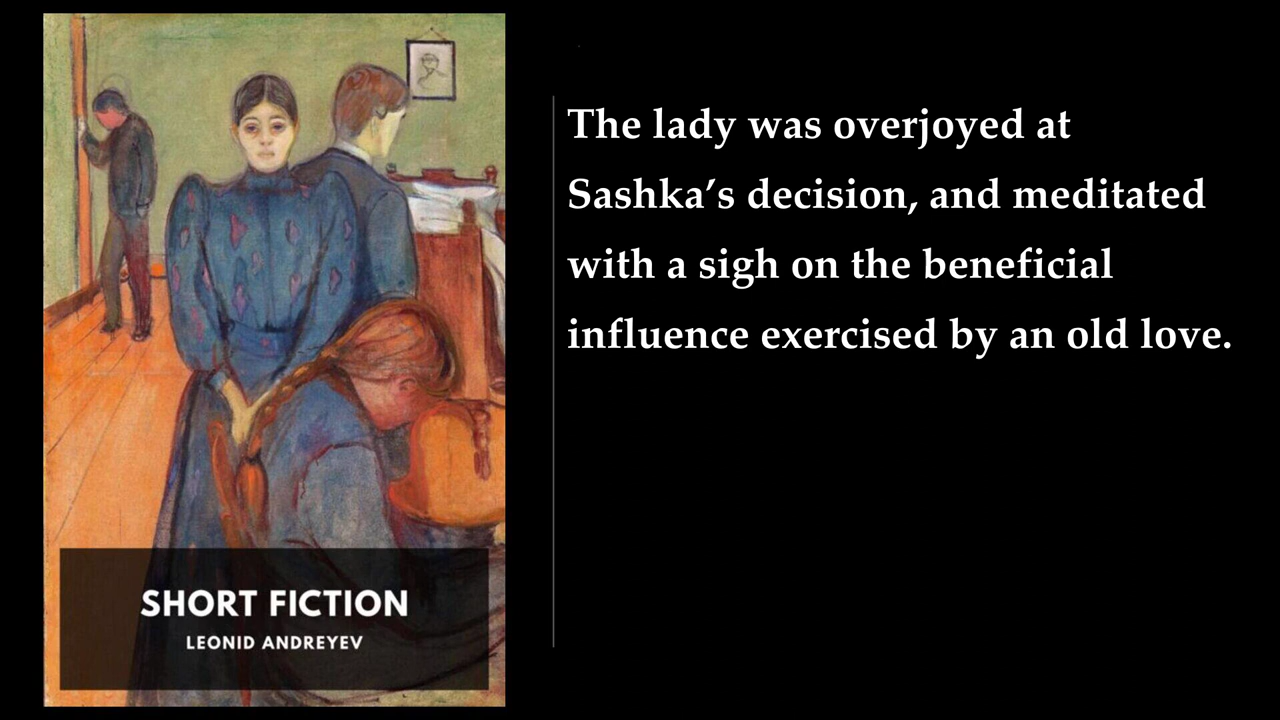 The lady was overjoyed at
Sashka’s decision, and meditated
with a sigh on the beneficial
influence exercised by an old love.
SHORT FICTION
LEONID ANDREYEV